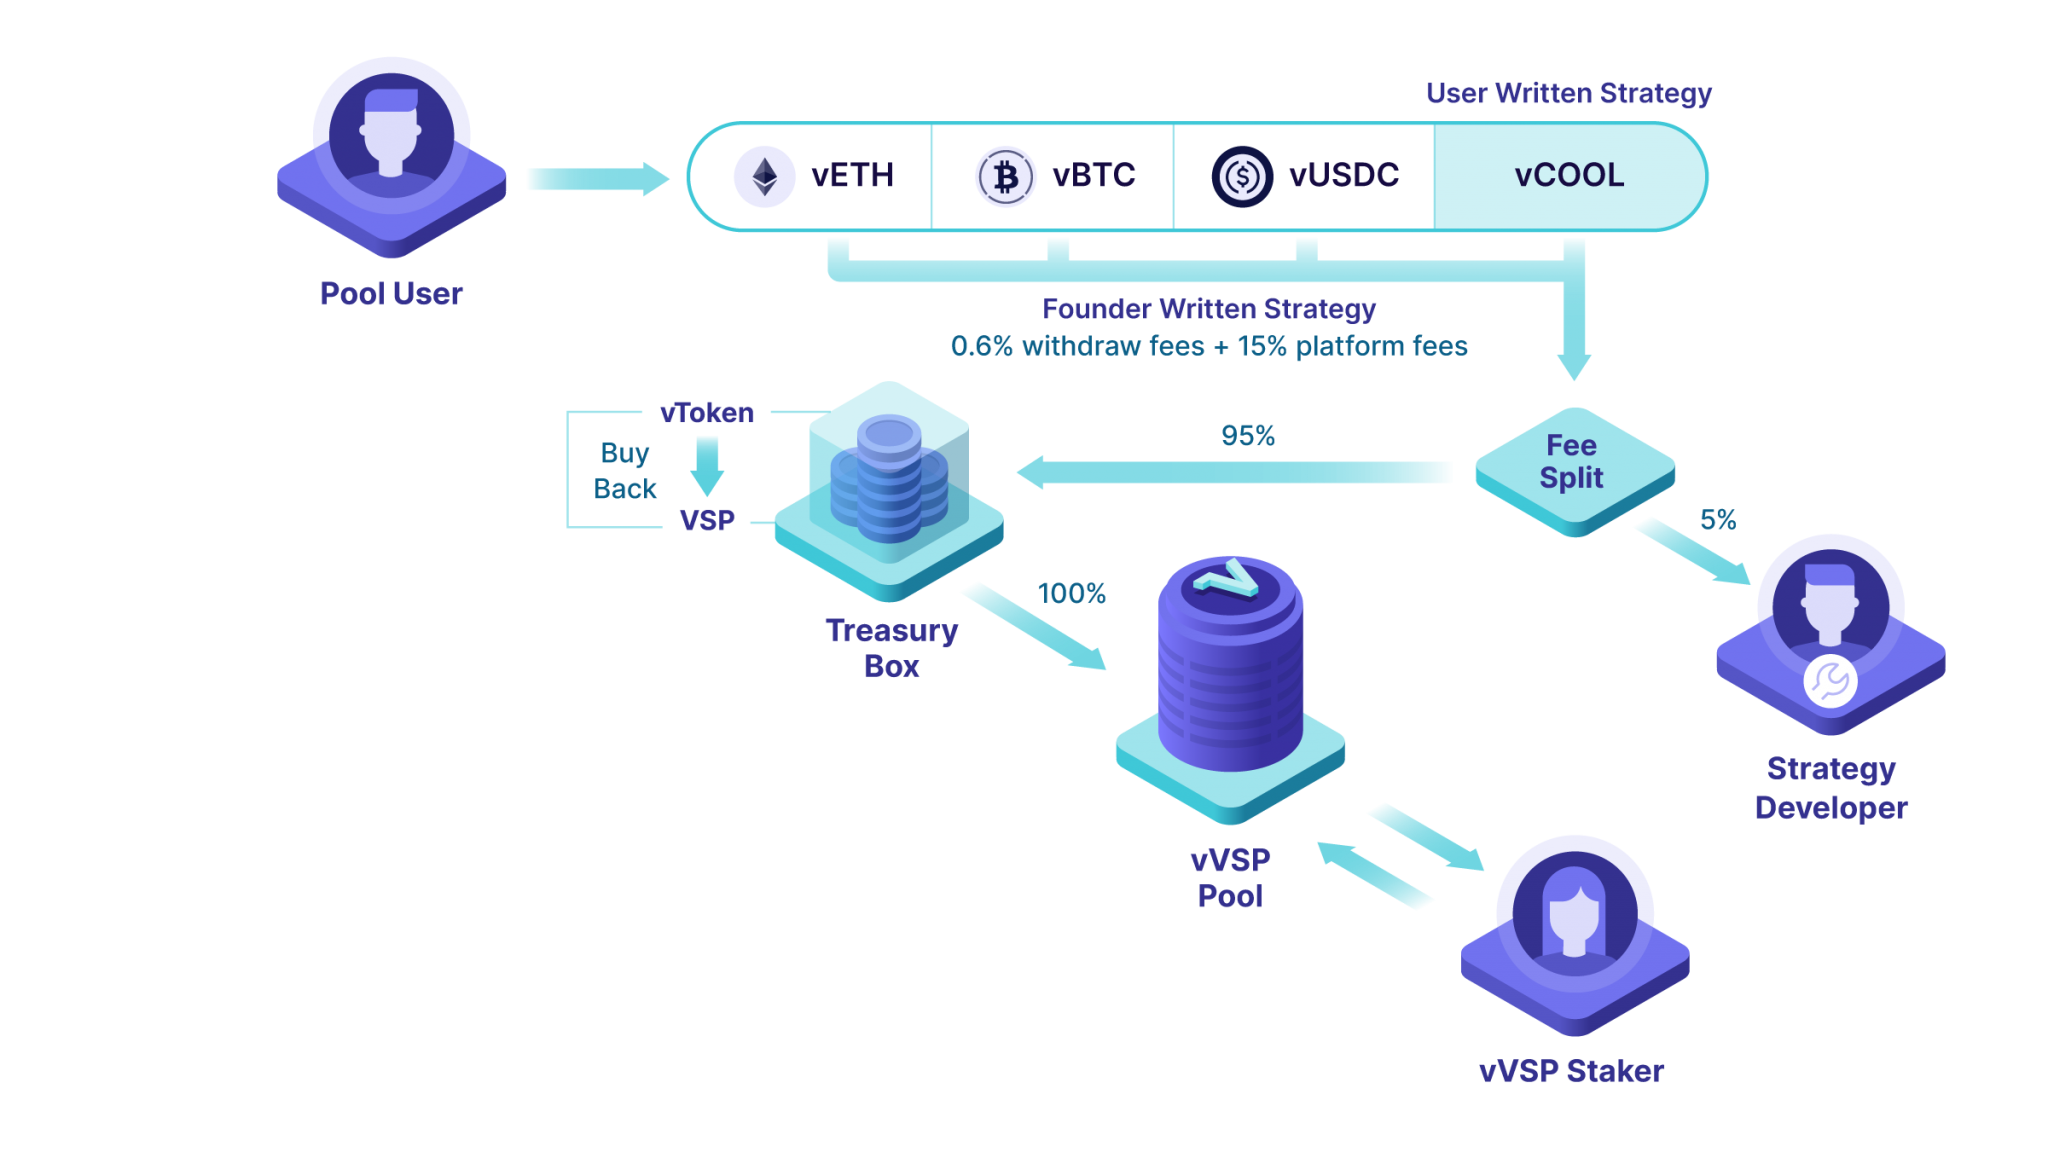 User Written Strategy
vETH
vBTC
vUSDC
vCOOL
Pool User
Founder Written Strategy
0.6% withdraw fees + 15% platform fees
vToken
Buy
Back
VSP
95%
Fee
Split
5%
Treasury
Box
100%
Strategy
Developer
vVSP
Pool
vVSP Staker